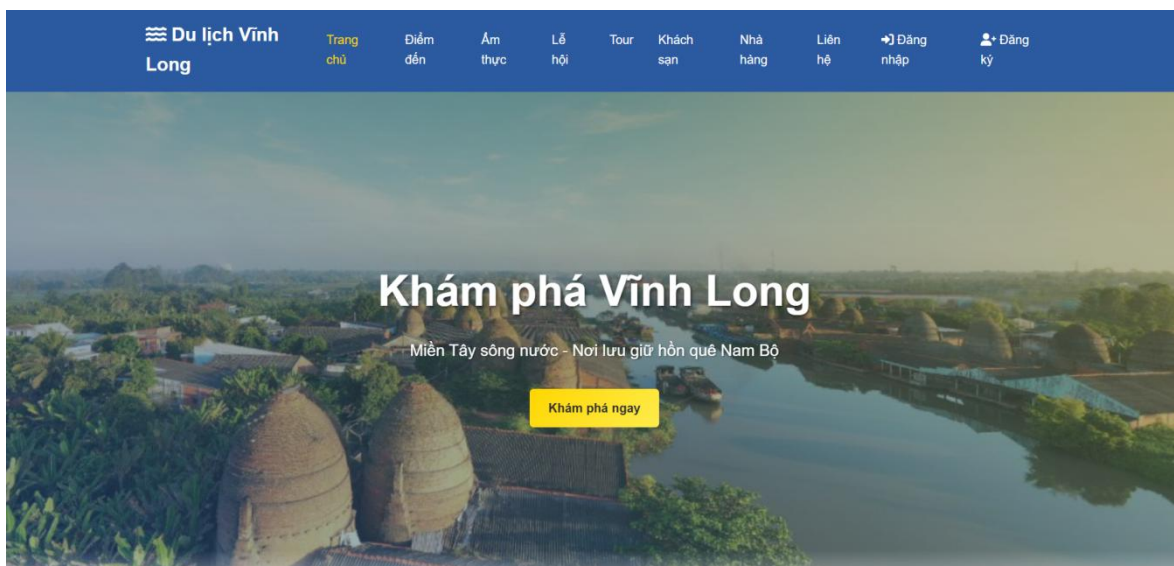 Du lịch Vĩnh Long
Trang chủ
Điểm đến
Ẩm thực
Lễ hội
Tour
Khách sạn
Nhà hàng
Liên hệ
Đăng nhập
Đăng ký
Khám phá Vĩnh Long
Miền Tây sông nước - Nơi lưu giữ hồn quê Nam Bộ
Khám phá ngay